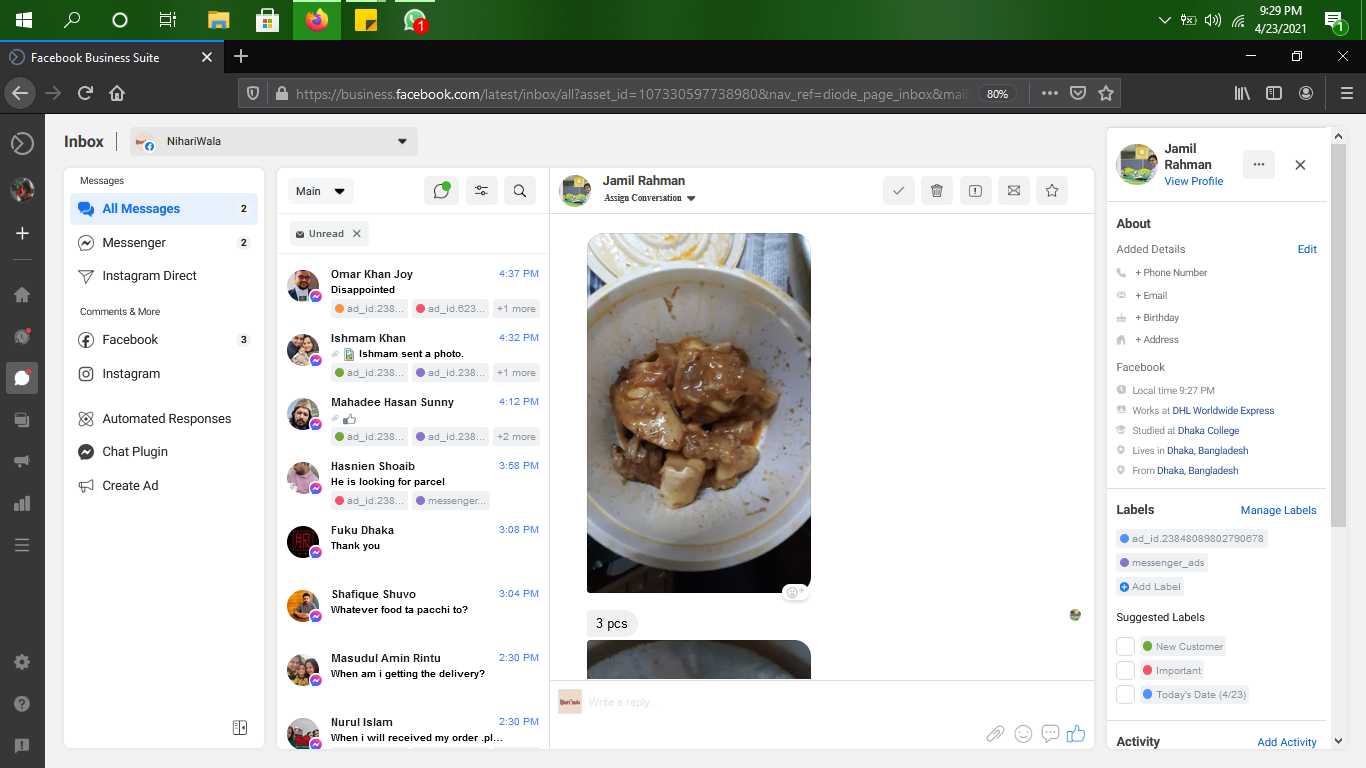 9:29 PM
4/23/2021
1
1
Facebook Business Suite
https://business.facebook.com/latest/inbox/all?asset_id=107330597738980&nav_ref=diode_page_inbox&mail
80%
Inbox
NihariWala
Messages
All Messages
2
Messenger
2
Instagram Direct
Comments & More
Facebook
3
Instagram
Automated Responses
Chat Plugin
Create Ad
Main
Unread
Omar Khan Joy
4:37 PM
Disappointed
ad_id.238...
ad_id.623...
+1 more
Ishmam Khan
4:32 PM
Ishmam sent a photo.
ad_id.238...
ad_id.238...
+1 more
Mahadee Hasan Sunny
4:12 PM
ad_id.238...
ad_id.238...
+2 more
Hasnien Shoaib
3:58 PM
He is looking for parcel
ad_id.238...
messenger...
Fuku Dhaka
3:08 PM
Thank you
Shafique Shuvo
3:04 PM
Whatever food ta pacchi to?
Masudul Amin Rintu
2:30 PM
When am i getting the delivery?
Nurul Islam
2:30 PM
When i will received my order .pl...
Jamil Rahman
Assign Conversation
3 pcs
Write a reply...
Jamil
Rahman
View Profile
About
Added Details
Edit
+ Phone Number
+ Email
+ Birthday
+ Address
Facebook
Local time 9:27 PM
Works at DHL Worldwide Express
Studied at Dhaka College
Lives in Dhaka, Bangladesh
From Dhaka, Bangladesh
Labels
Manage Labels
ad_id.23848089802790678
messenger_ads
Add Label
Suggested Labels
New Customer
Important
Today's Date (4/23)
Activity
Add Activity